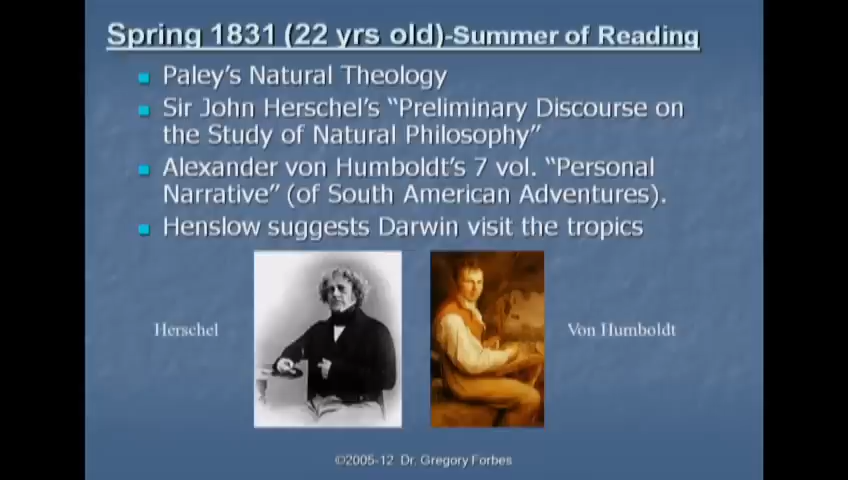 Spring 1831 (22 yrs old)-Summer of Reading
Paley's Natural Theology
Sir John Herschel's "Preliminary Discourse on
the Study of Natural Philosophy"
Alexander von Humboldt's 7 vol. "Personal
Narrative" (of South American Adventures).
Henslow suggests Darwin visit the tropics
Herschel
Von Humboldt
©2005-12 Dr. Gregory Forbes